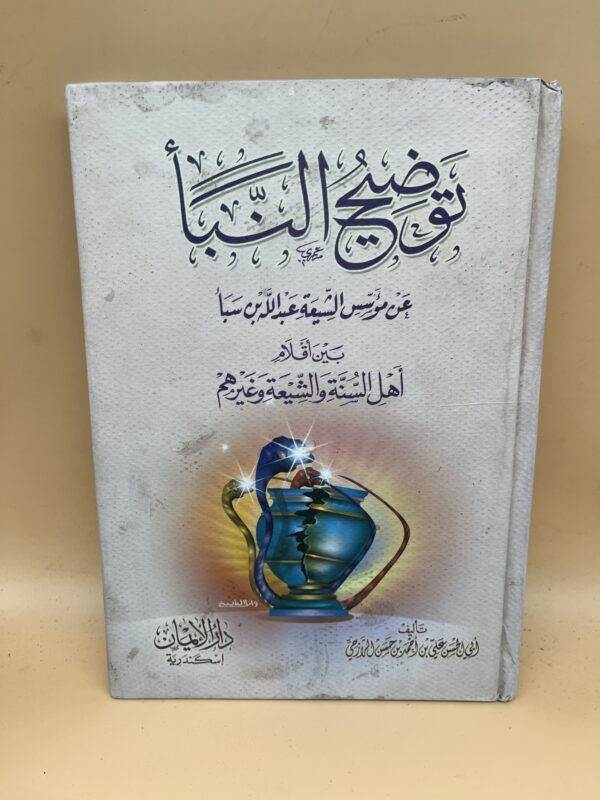 توضيح النبأ
عن مؤسس الشيعة عبد الله بن سبأ
بين أقلام
أهل السنة والشيعة وغيرهم
تأليف
أبي الحسن علي بن أحمد بن حسن الرازحي
دار الإيمان
اسكندرية